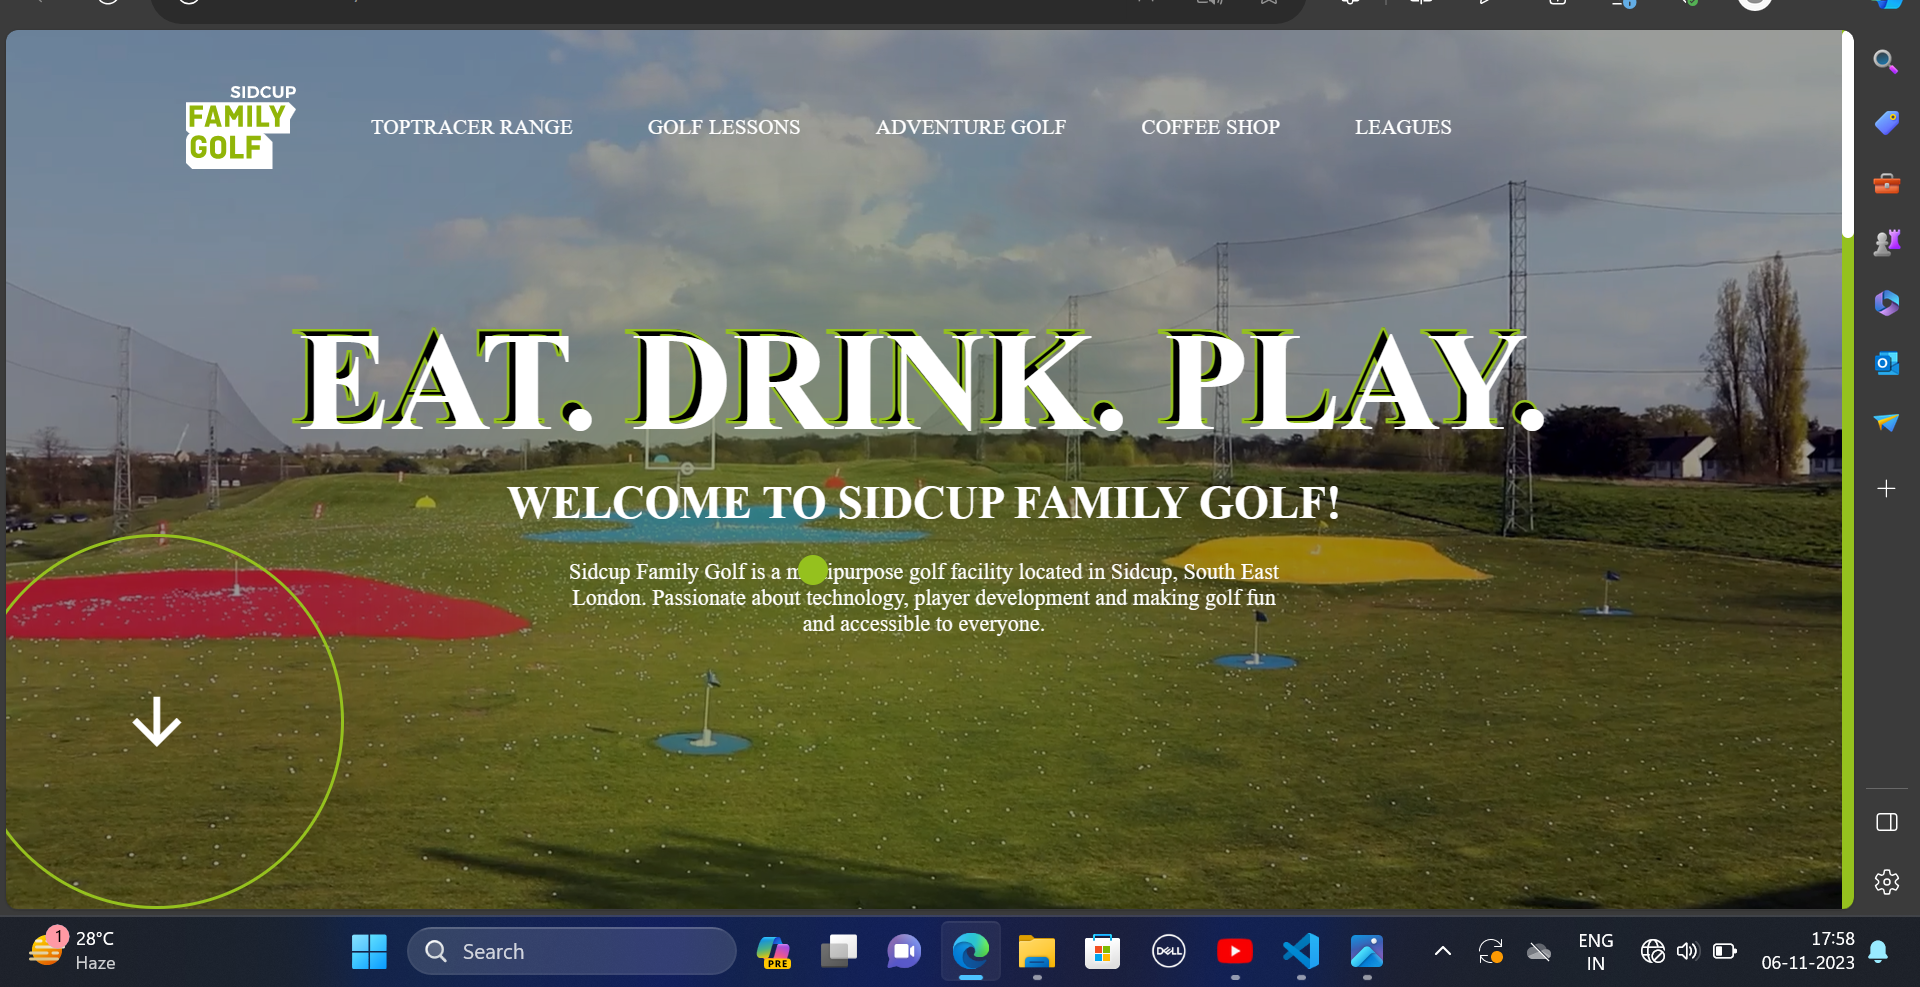 SIDCUP
FAMILY
GOLF
TOPTRACER RANGE
GOLF LESSONS
ADVENTURE GOLF
COFFEE SHOP
LEAGUES
EAT. DRINK. PLAY.
WELCOME TO SIDCUP FAMILY GOLF!
Sidcup Family Golf is a ipurpose golf facility located in Sidcup, South East
London. Passionate about technology, player development and making golf fun
and accessible to everyone.
1
28°C
Haze
Search
PRE
DELL
ENG
IN
17:58
06-11-2023